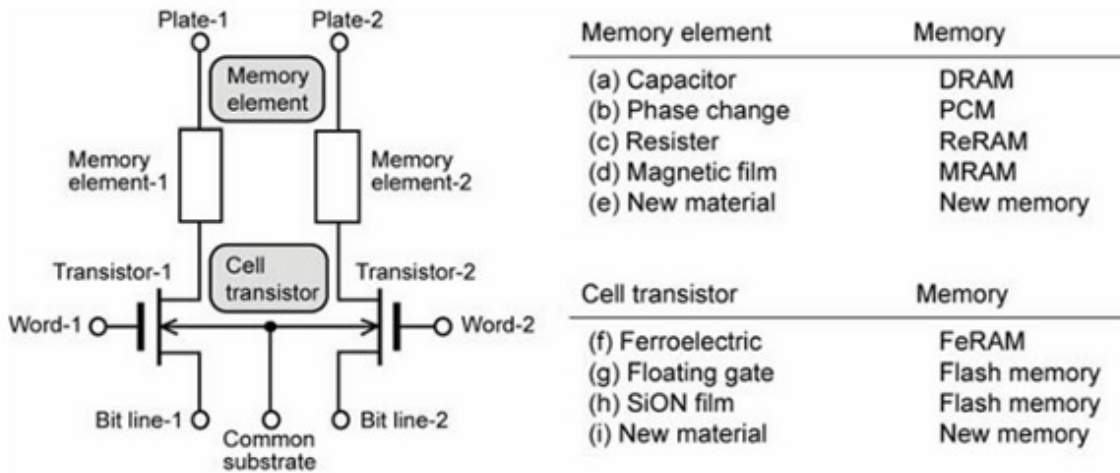 Plate-1 Plate-2
Memory
element
Memory
element-1
Memory
element-2
Transistor-1
Cell
transistor
Transistor-2
Word-1
Word-2
Bit line-1
Common
substrate
Bit line-2
Memory element Memory
(a) Capacitor DRAM
(b) Phase change PCM
(c) Resister ReRAM
(d) Magnetic film MRAM
(e) New material New memory
Cell transistor Memory
(f) Ferroelectric FeRAM
(g) Floating gate Flash memory
(h) SiON film Flash memory
(i) New material New memory